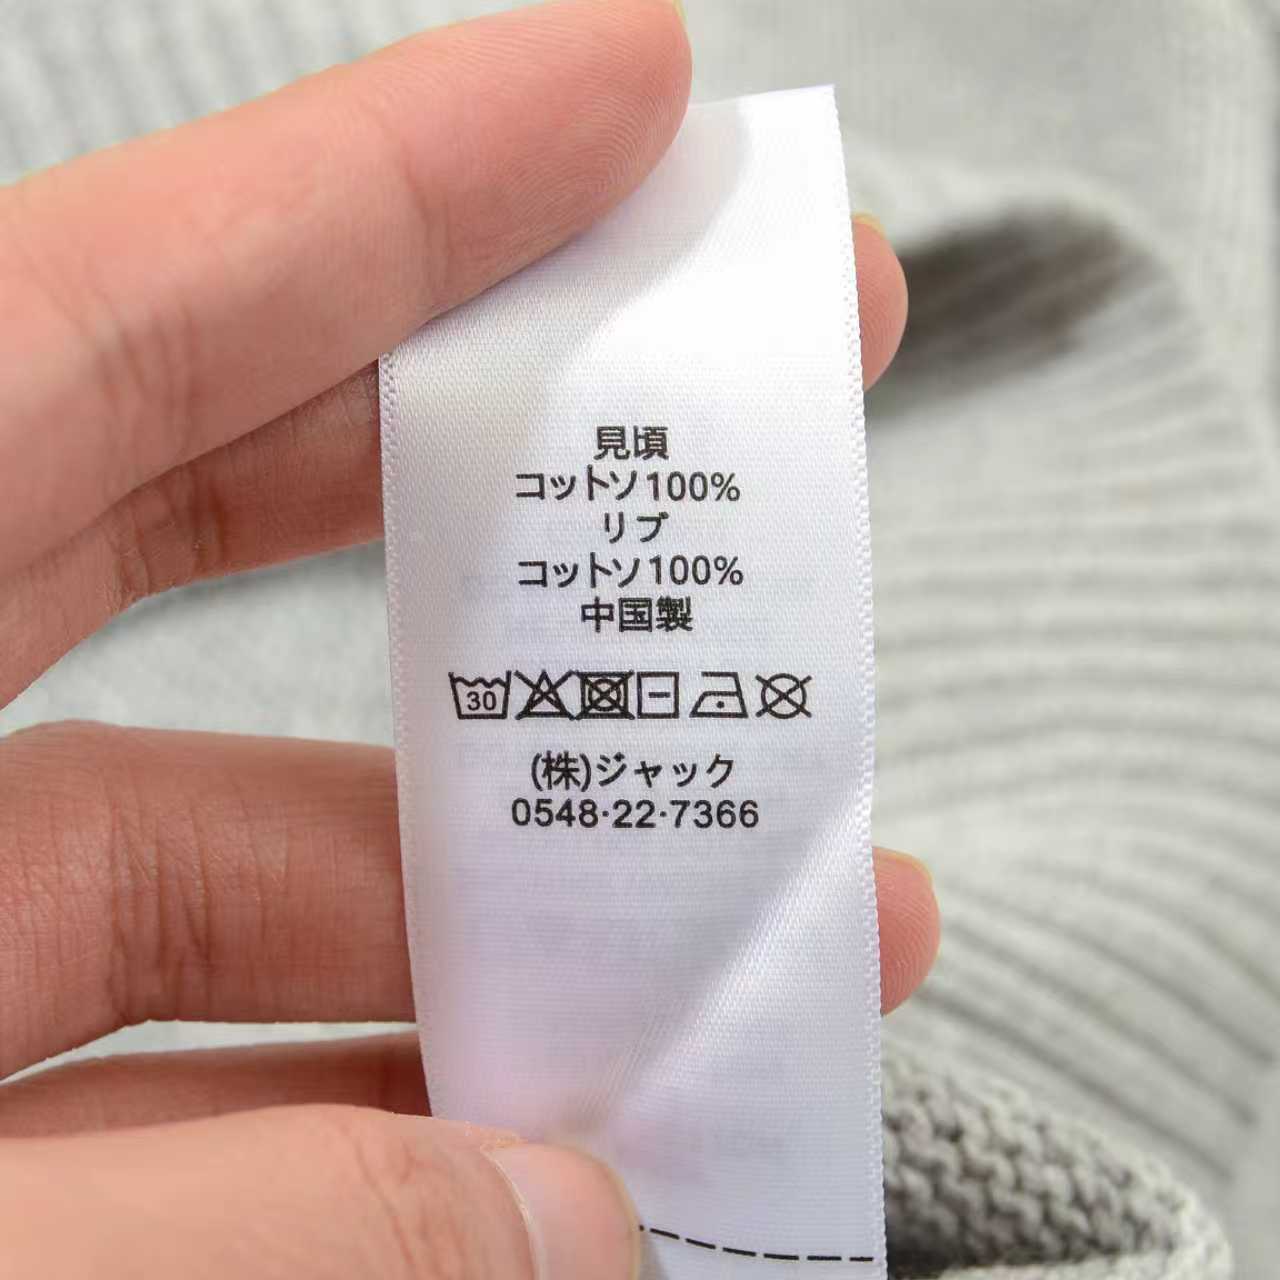 見頃
コットソ100%
リブ
コットソ100%
中国製
30
(株)ジャック
0548·22·7366